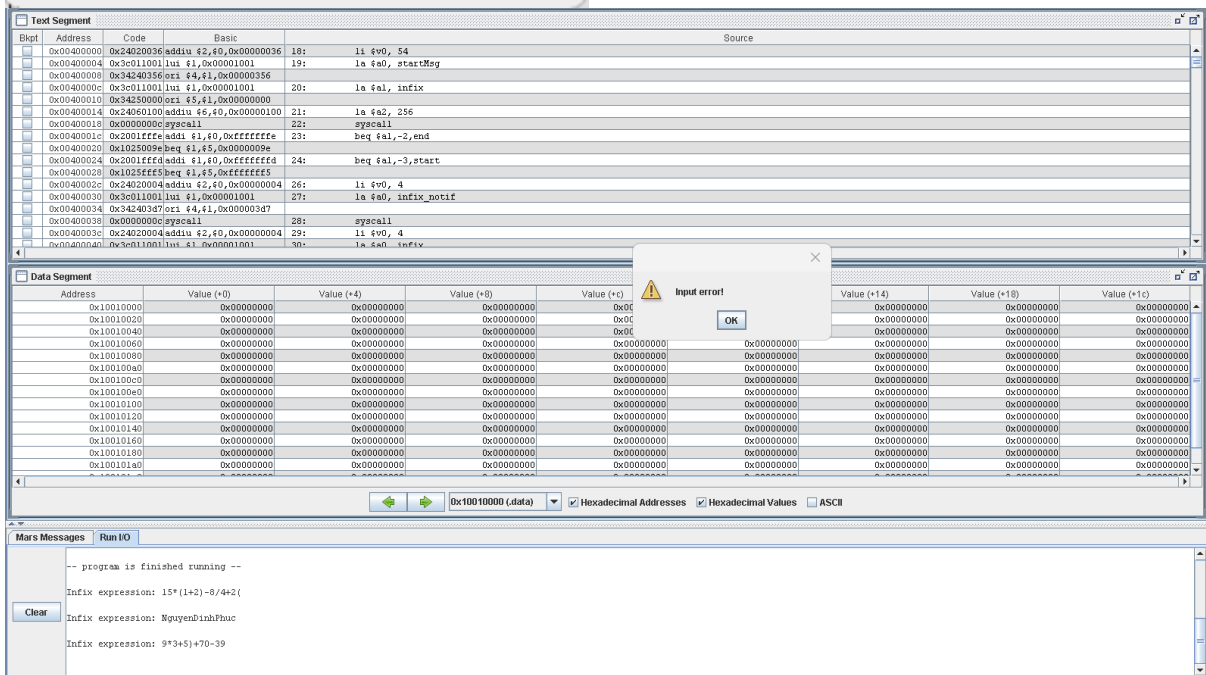 Text Segment
Bkpt Address Code Basic Source
0x00400000 0x24020036 addiu $2,$0,0x00000036 18: li $v0, 54
0x00400004 0x3c011001 lui $1,0x00001001 19: la $a0, startMsg
0x00400008 0x34240356 ori $4,$1,0x00000356
0x0040000c 0x3c011001 lui $1,0x00001001 20: la $a1, infix
0x00400010 0x34250000 ori $5,$1,0x00000000
0x00400014 0x24060100 addiu $6,$0,0x00000100 21: la $a2, 256
0x00400018 0x0000000c syscall 22: syscall
0x0040001c 0x2001fffe addi $1,$0,0xfffffffe 23: beq $a1,-2,end
0x00400020 0x1025009e beq $1,$5,0x0000009e
0x00400024 0x2001fffd addi $1,$0,0xfffffffd 24: beq $a1,-3,start
0x00400028 0x1025fff5 beq $1,$5,0xfffffff5
0x0040002c 0x24020004 addiu $2,$0,0x00000004 26: li $v0, 4
0x00400030 0x3c011001 lui $1,0x00001001 27: la $a0, infix_notif
0x00400034 0x342403d7 ori $4,$1,0x000003d7
0x00400038 0x0000000c syscall 28: syscall
0x0040003c 0x24020004 addiu $2,$0,0x00000004 29: li $v0, 4
0x00400040 0x3c011001 lui $1,0x00001001 30: la $a0, infix
Input error!
OK
Data Segment
Address Value (+0) Value (+4) Value (+8) Value (+c) Value (+14) Value (+18) Value (+1c)
0x10010000 0x00000000 0x00000000 0x00000000 0x00 0x00000000 0x00000000 0x00000000
0x10010020 0x00000000 0x00000000 0x00000000 0x00 0x00000000 0x00000000 0x00000000
0x10010040 0x00000000 0x00000000 0x00000000 0x00 0x00000000 0x00000000 0x00000000
0x10010060 0x00000000 0x00000000 0x00000000 0x00000000 0x00000000 0x00000000 0x00000000 0x00000000
0x10010080 0x00000000 0x00000000 0x00000000 0x00000000 0x00000000 0x00000000 0x00000000 0x00000000
0x100100a0 0x00000000 0x00000000 0x00000000 0x00000000 0x00000000 0x00000000 0x00000000 0x00000000
0x100100c0 0x00000000 0x00000000 0x00000000 0x00000000 0x00000000 0x00000000 0x00000000 0x00000000
0x100100e0 0x00000000 0x00000000 0x00000000 0x00000000 0x00000000 0x00000000 0x00000000 0x00000000
0x10010100 0x00000000 0x00000000 0x00000000 0x00000000 0x00000000 0x00000000 0x00000000 0x00000000
0x10010120 0x00000000 0x00000000 0x00000000 0x00000000 0x00000000 0x00000000 0x00000000 0x00000000
0x10010140 0x00000000 0x00000000 0x00000000 0x00000000 0x00000000 0x00000000 0x00000000 0x00000000
0x10010160 0x00000000 0x00000000 0x00000000 0x00000000 0x00000000 0x00000000 0x00000000 0x00000000
0x10010180 0x00000000 0x00000000 0x00000000 0x00000000 0x00000000 0x00000000 0x00000000 0x00000000
0x100101a0 0x00000000 0x00000000 0x00000000 0x00000000 0x00000000 0x00000000 0x00000000 0x00000000
0x10010000 (.data) Hexadecimal Addresses Hexadecimal Values ASCII
Mars Messages Run I/O
-- program is finished running --
Infix expression: 15*(1+2)-8/4+2(
Clear
Infix expression: NguyenDinhPhuc
Infix expression: 9*3+5)+70-39